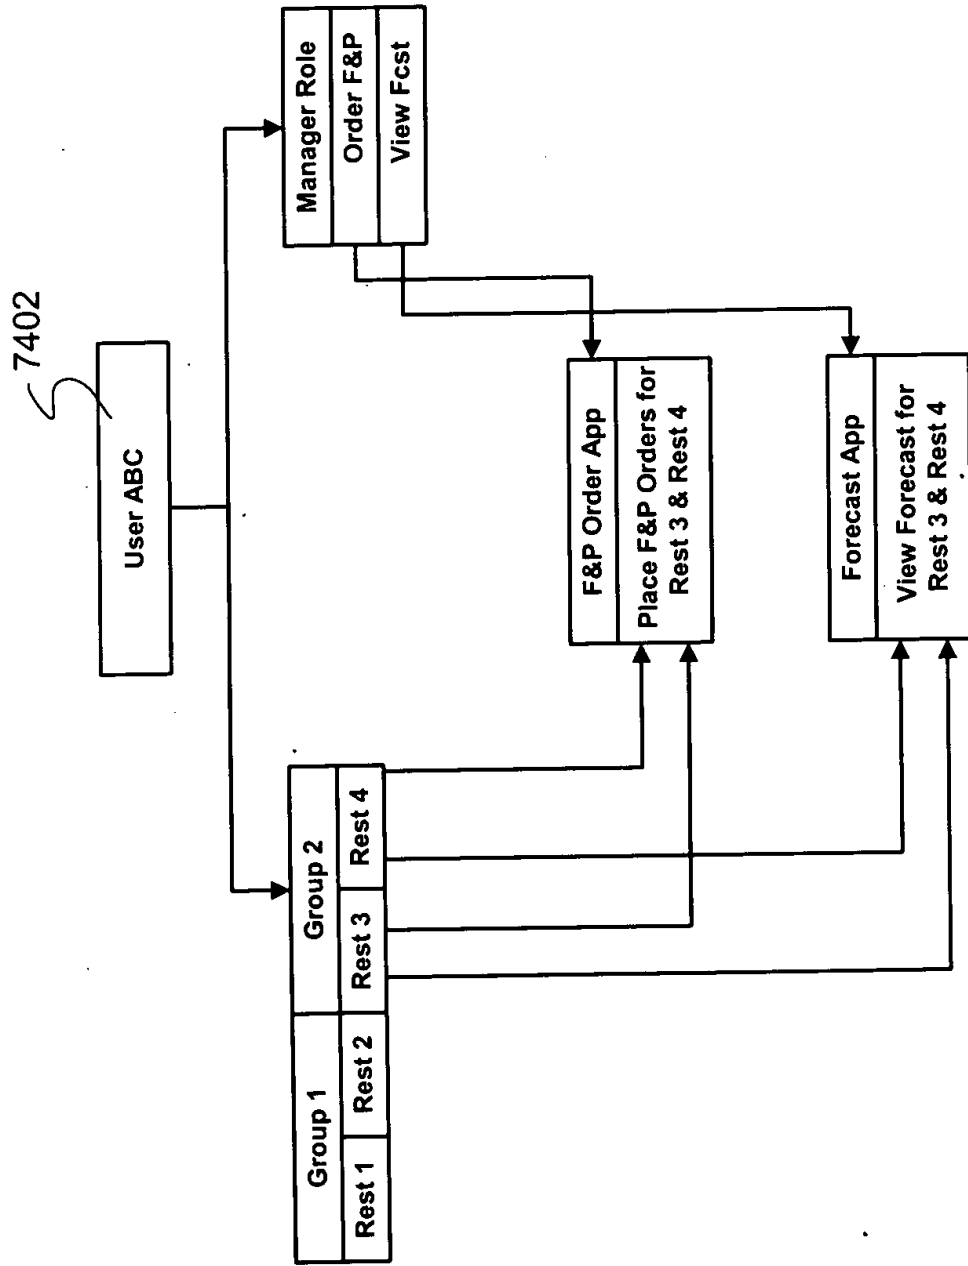 7402
User ABC
Group 1
Group 2
Rest 1
Rest 2
Rest 3
Rest 4
Manager Role
Order F&P
View Fcst
F&P Order App
Place F&P Orders for
Rest 3 & Rest 4
Forecast App
View Forecast for
Rest 3 & Rest 4